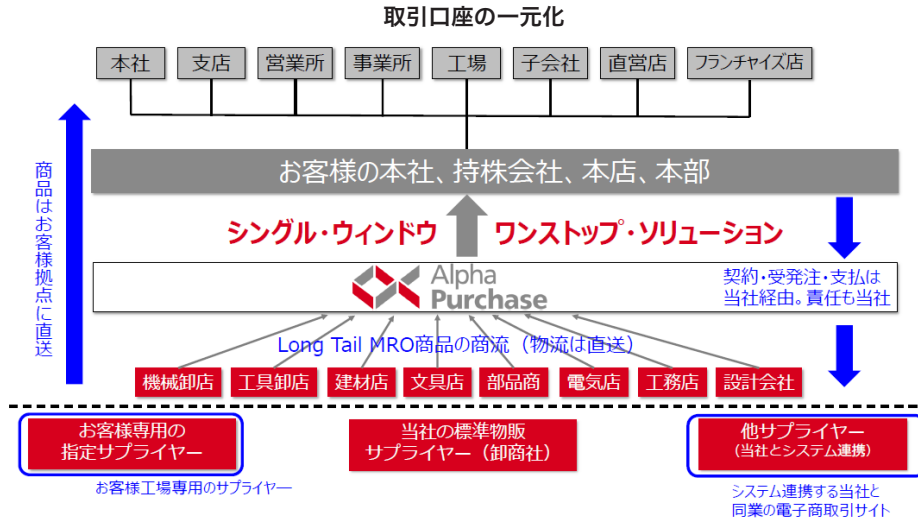 取引口座の一元化
本社
支店
営業所
事業所
工場
子会社
直営店
フランチャイズ店
お客様の本社、持株会社、本店、本部
商品はお客様拠点に直送
シングル・ウィンドウ
ワンストップ・ソリューション
Alpha
Purchase
契約・受発注・支払は
当社経由。責任も当社
Long Tail MRO商品の商流（物流は直送）
機械卸店
工具卸店
建材店
文具店
部品商
電気店
工務店
設計会社
お客様専用の
指定サプライヤー
当社の標準物販
サプライヤー（卸商社）
他サプライヤー
(当社とシステム連携)
お客様工場専用のサプライヤー
システム連携する当社と
同業の電子商取引サイト